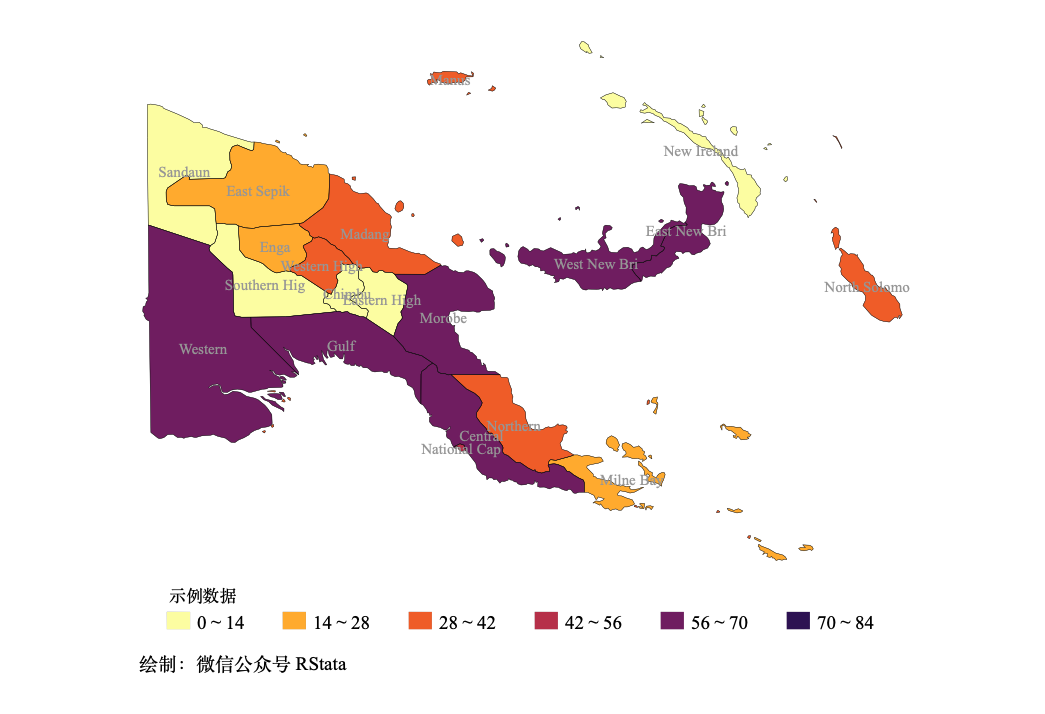 Manus
New Ireland
Sandaun
East Sepik
East New Bri
Madang
Enga
Western High
West New Bri
Southern Hig
North Solomo
Chimbu
Eastern High
Morobe
Gulf
Western
Northern
Central
National Cap
Milne Bay
示例数据
0 ~ 14
14 ~ 28
28 ~ 42
42 ~ 56
56 ~ 70
70 ~ 84
绘制：微信公众号 RStata